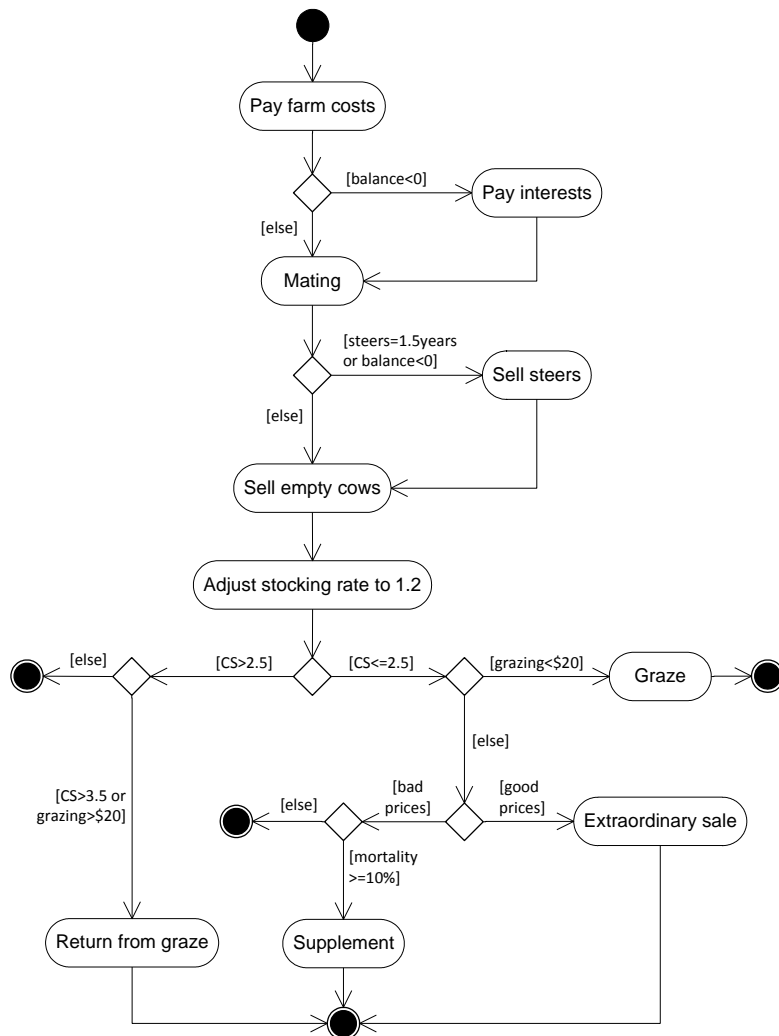 Pay farm costs
[balance<0]
Pay interests
[else]
Mating
[steers=1.5years
or balance<0]
Sell steers
[else]
Sell empty cows
Adjust stocking rate to 1.2
[else]
[CS>2.5]
[CS<=2.5]
[grazing<$20]
Graze
[else]
[CS>3.5 or
grazing>$20]
[else]
[bad
prices]
[good
prices]
Extraordinary sale
[mortality
>=10%]
Return from graze
Supplement